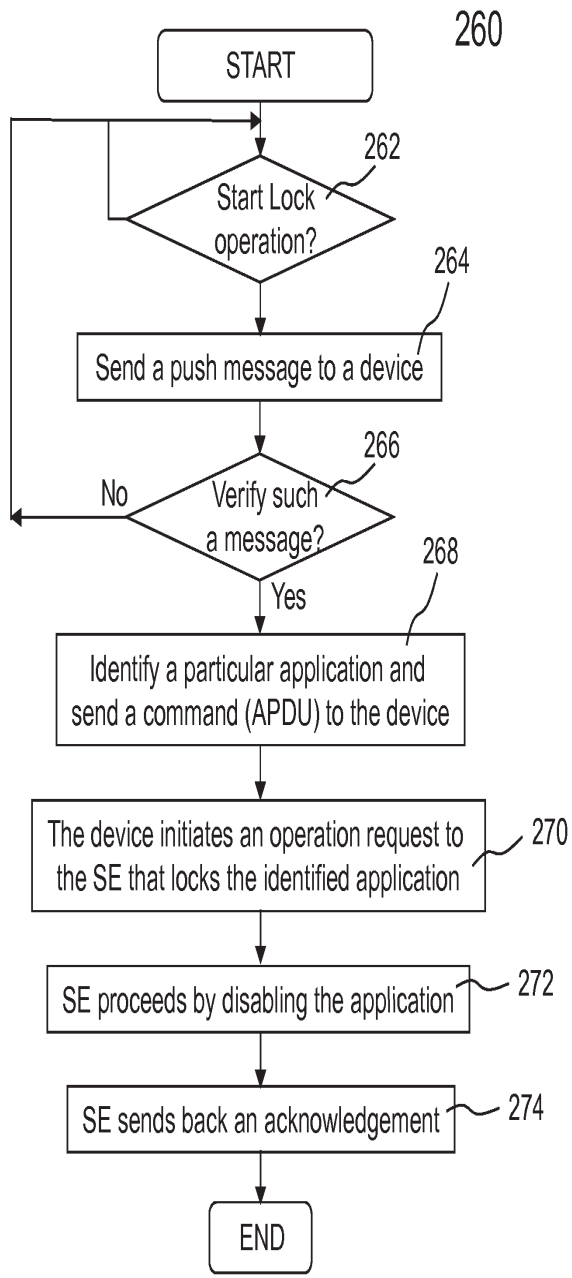 260
START
262
Start Lock
operation?
264
Send a push message to a device
266
No
Verify such
a message?
Yes
268
Identify a particular application and
send a command (APDU) to the device
270
The device initiates an operation request to
the SE that locks the identified application
272
SE proceeds by disabling the application
274
SE sends back an acknowledgement
END